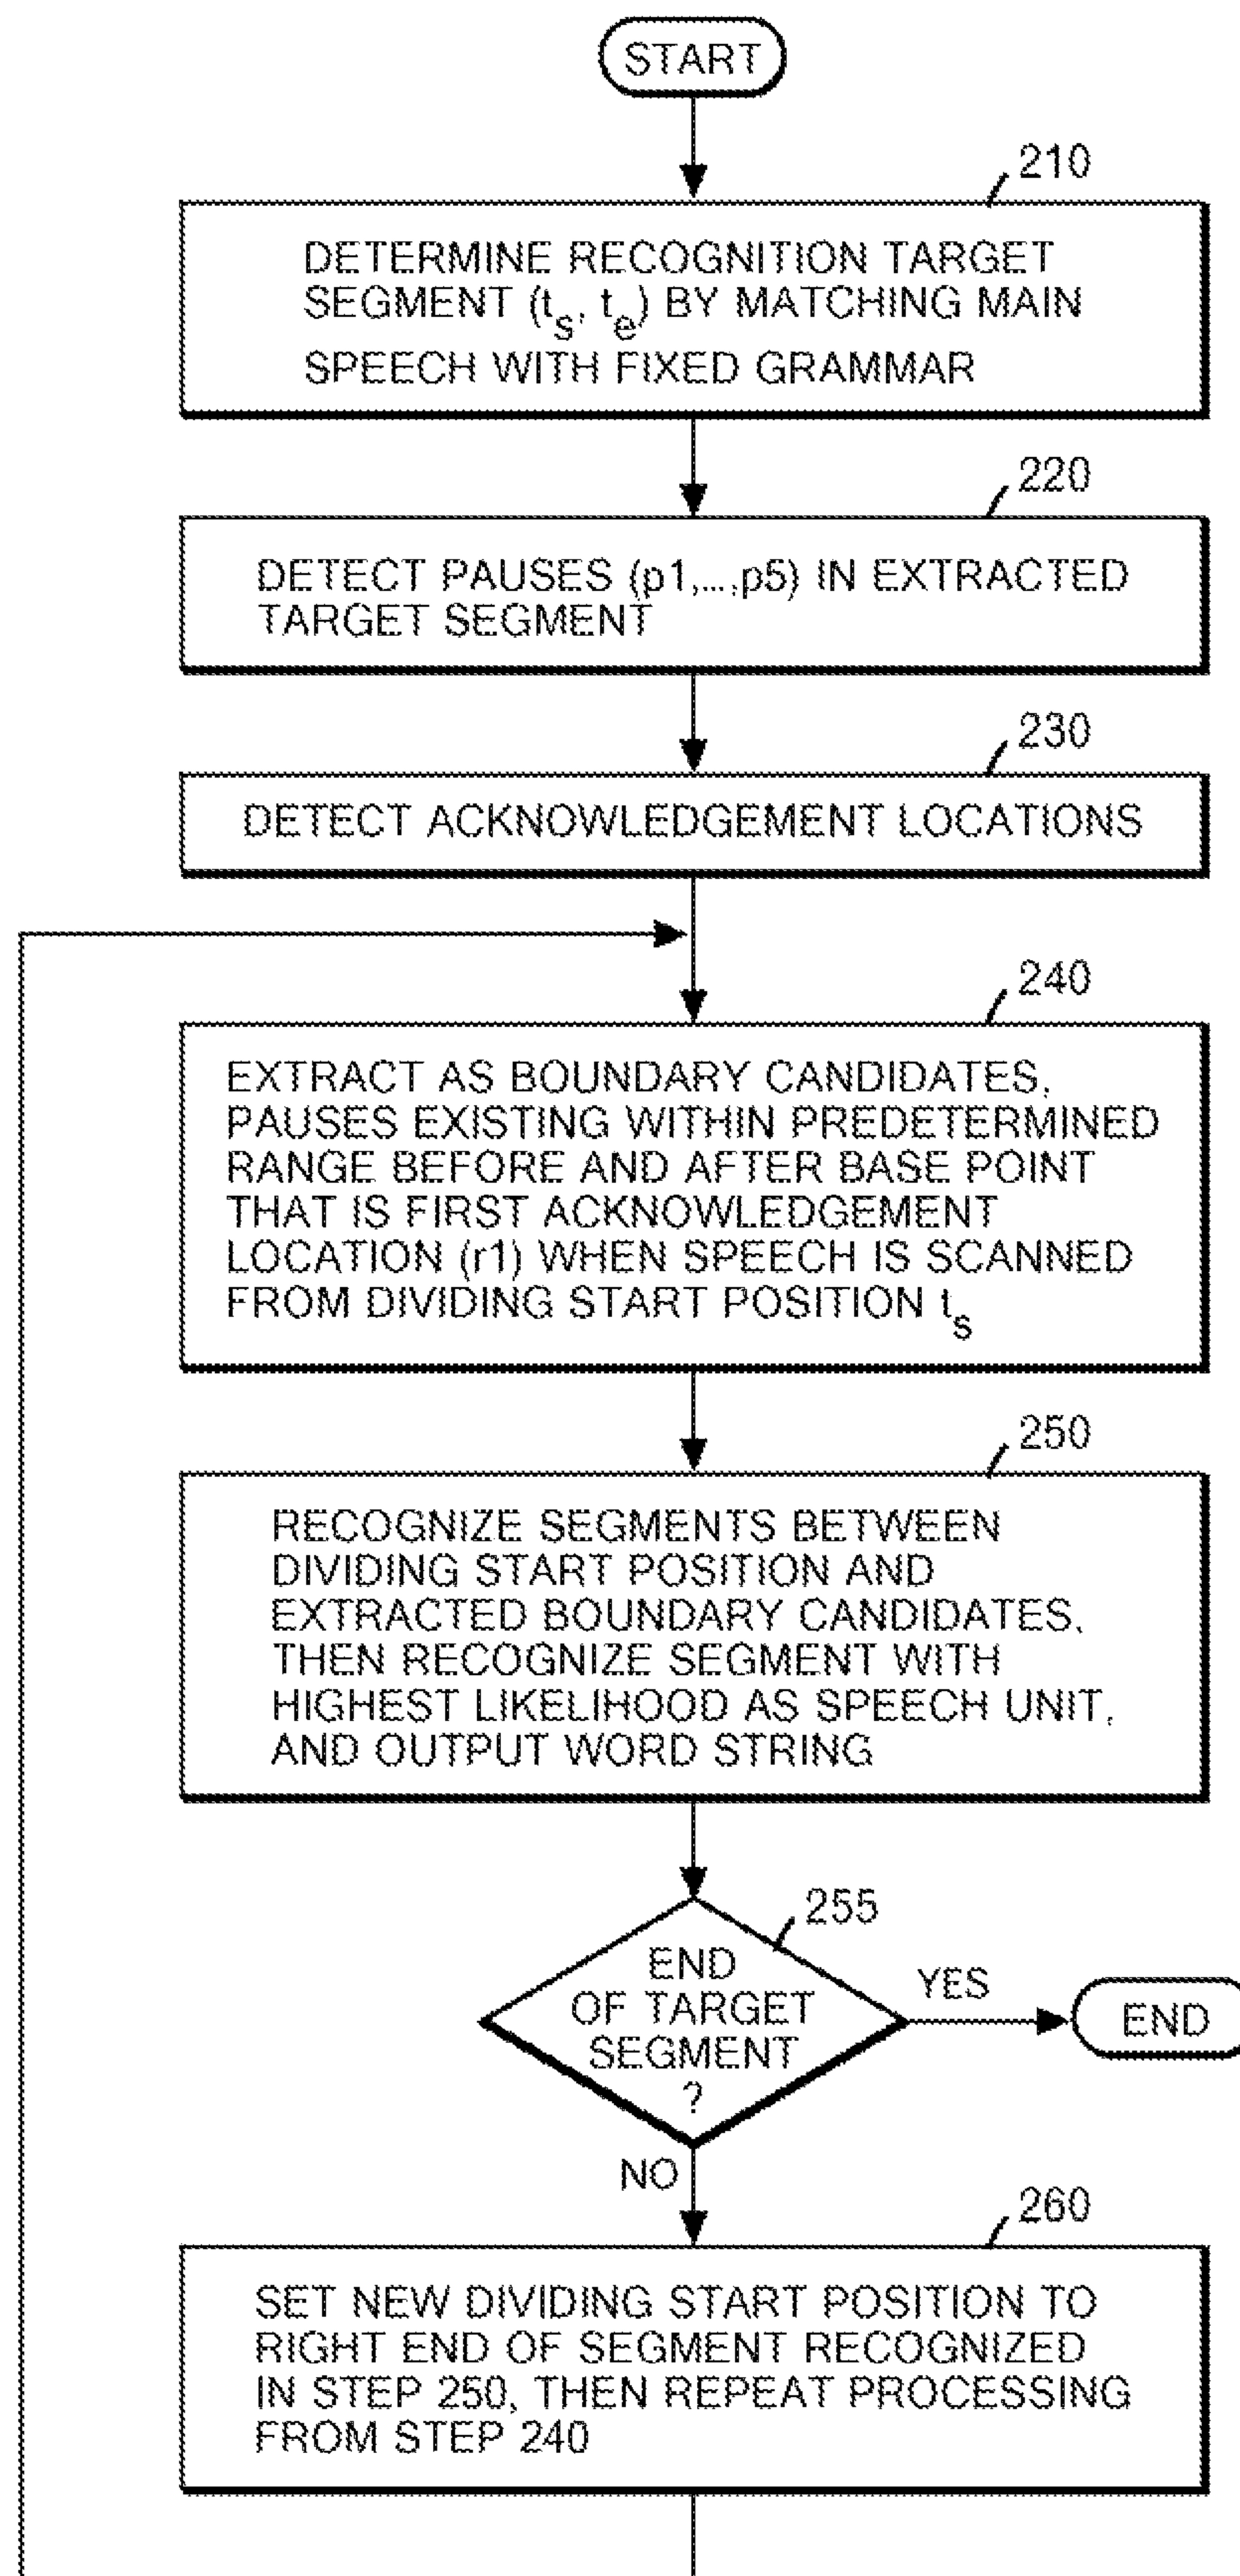 START
210
DETERMINE RECOGNITION TARGET
SEGMENT (t_s, t_e) BY MATCHING MAIN
SPEECH WITH FIXED GRAMMAR
220
DETECT PAUSES (p1,...,p5) IN EXTRACTED
TARGET SEGMENT
230
DETECT ACKNOWLEDGEMENT LOCATIONS
240
EXTRACT AS BOUNDARY CANDIDATES,
PAUSES EXISTING WITHIN PREDETERMINED
RANGE BEFORE AND AFTER BASE POINT
THAT IS FIRST ACKNOWLEDGEMENT
LOCATION (r1) WHEN SPEECH IS SCANNED
FROM DIVIDING START POSITION t_s
250
RECOGNIZE SEGMENTS BETWEEN
DIVIDING START POSITION AND
EXTRACTED BOUNDARY CANDIDATES,
THEN RECOGNIZE SEGMENT WITH
HIGHEST LIKELIHOOD AS SPEECH UNIT,
AND OUTPUT WORD STRING
255
END
OF TARGET
SEGMENT
?
YES
END
NO
260
SET NEW DIVIDING START POSITION TO
RIGHT END OF SEGMENT RECOGNIZED
IN STEP 250, THEN REPEAT PROCESSING
FROM STEP 240